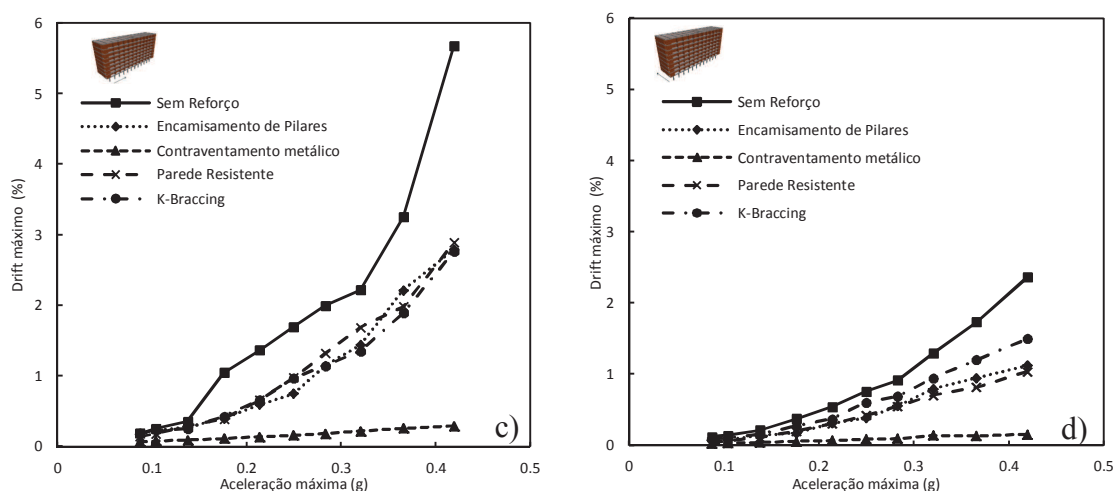 6
5
4
3
2
1
0
Drift máximo (%)
Sem Reforço
Encamisamento de Pilares
Contraventamento metálico
Parede Resistente
K-Braccing
c)
0
0.1
0.2
0.3
0.4
0.5
Aceleração máxima (g)
6
5
4
3
2
1
0
Drift máximo (%)
Sem Reforço
Encamisamento de Pilares
Contraventamento metálico
Parede Resistente
K-Braccing
d)
0
0.1
0.2
0.3
0.4
0.5
Aceleração máxima (g)